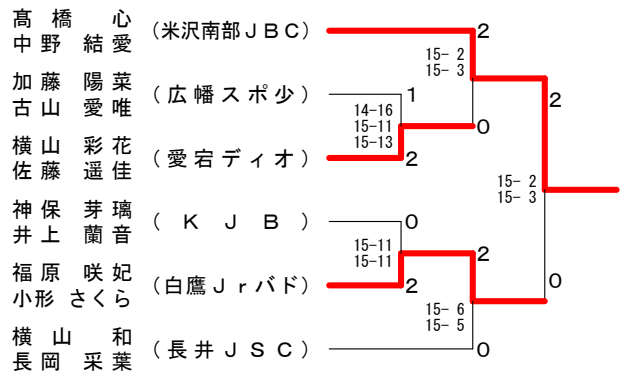 髙橋 心
中野 結愛
(米沢南部JBC)
2
15- 2
15- 3
加藤 陽菜
古山 愛唯
(広幡スポ少)
1
2
14-16
15-11
15-13
0
横山 彩花
佐藤 遥佳
(愛宕ディオ)
2
15- 2
15- 3
神保 芽璃
井上 蘭音
(KJB)
0
15-11
15-11
2
福原 咲妃
小形 さくら
(白鷹Jrバド)
2
0
15- 6
15- 5
横山 和
長岡 采葉
(長井JSC)
0